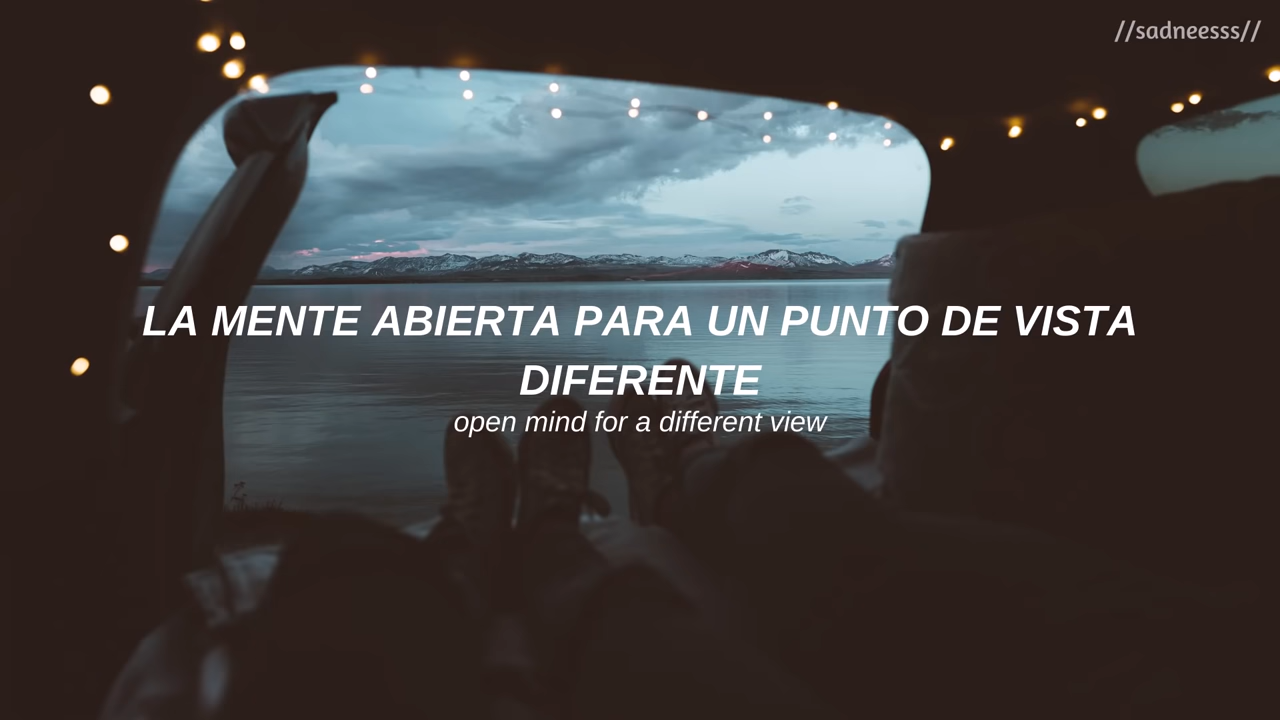 //sadneesss//
LA MENTE ABIERTA PARA UN PUNTO DE VISTA
DIFERENTE
open mind for a different view